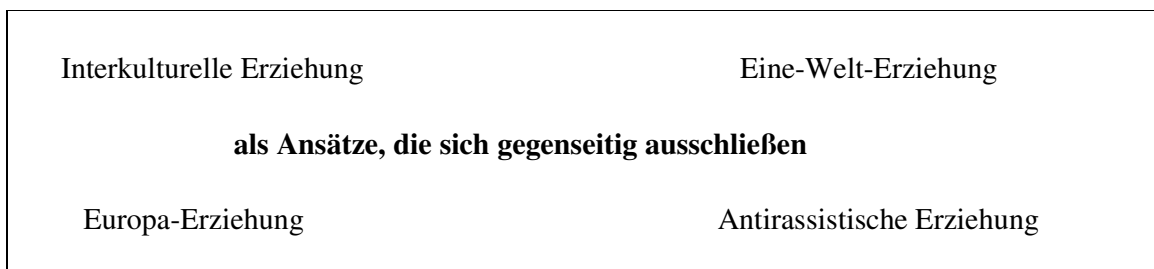 Interkulturelle Erziehung Eine-Welt-Erziehung
als Ansätze, die sich gegenseitig ausschließen
Europa-Erziehung Antirassistische Erziehung